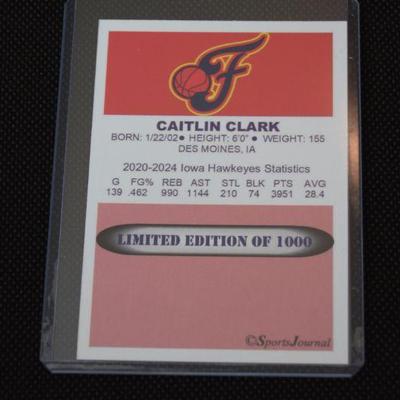 F
CAITLIN CLARK
BORN: 1/22/02● HEIGHT: 6'0" ● WEIGHT: 155
DES MOINES, IA
2020-2024 Iowa Hawkeyes Statistics
G FG% REB AST STL BLK PTS AVG
139 .462 990 1144 210 74 3951 28.4
LIMITED EDITION OF 1000
©SportsJournal